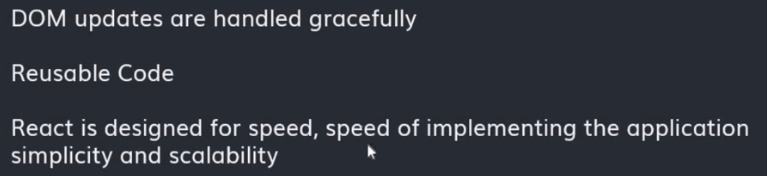 DOM updates are handled gracefully
Reusable Code
React is designed for speed, speed of implementing the application
simplicity and scalability